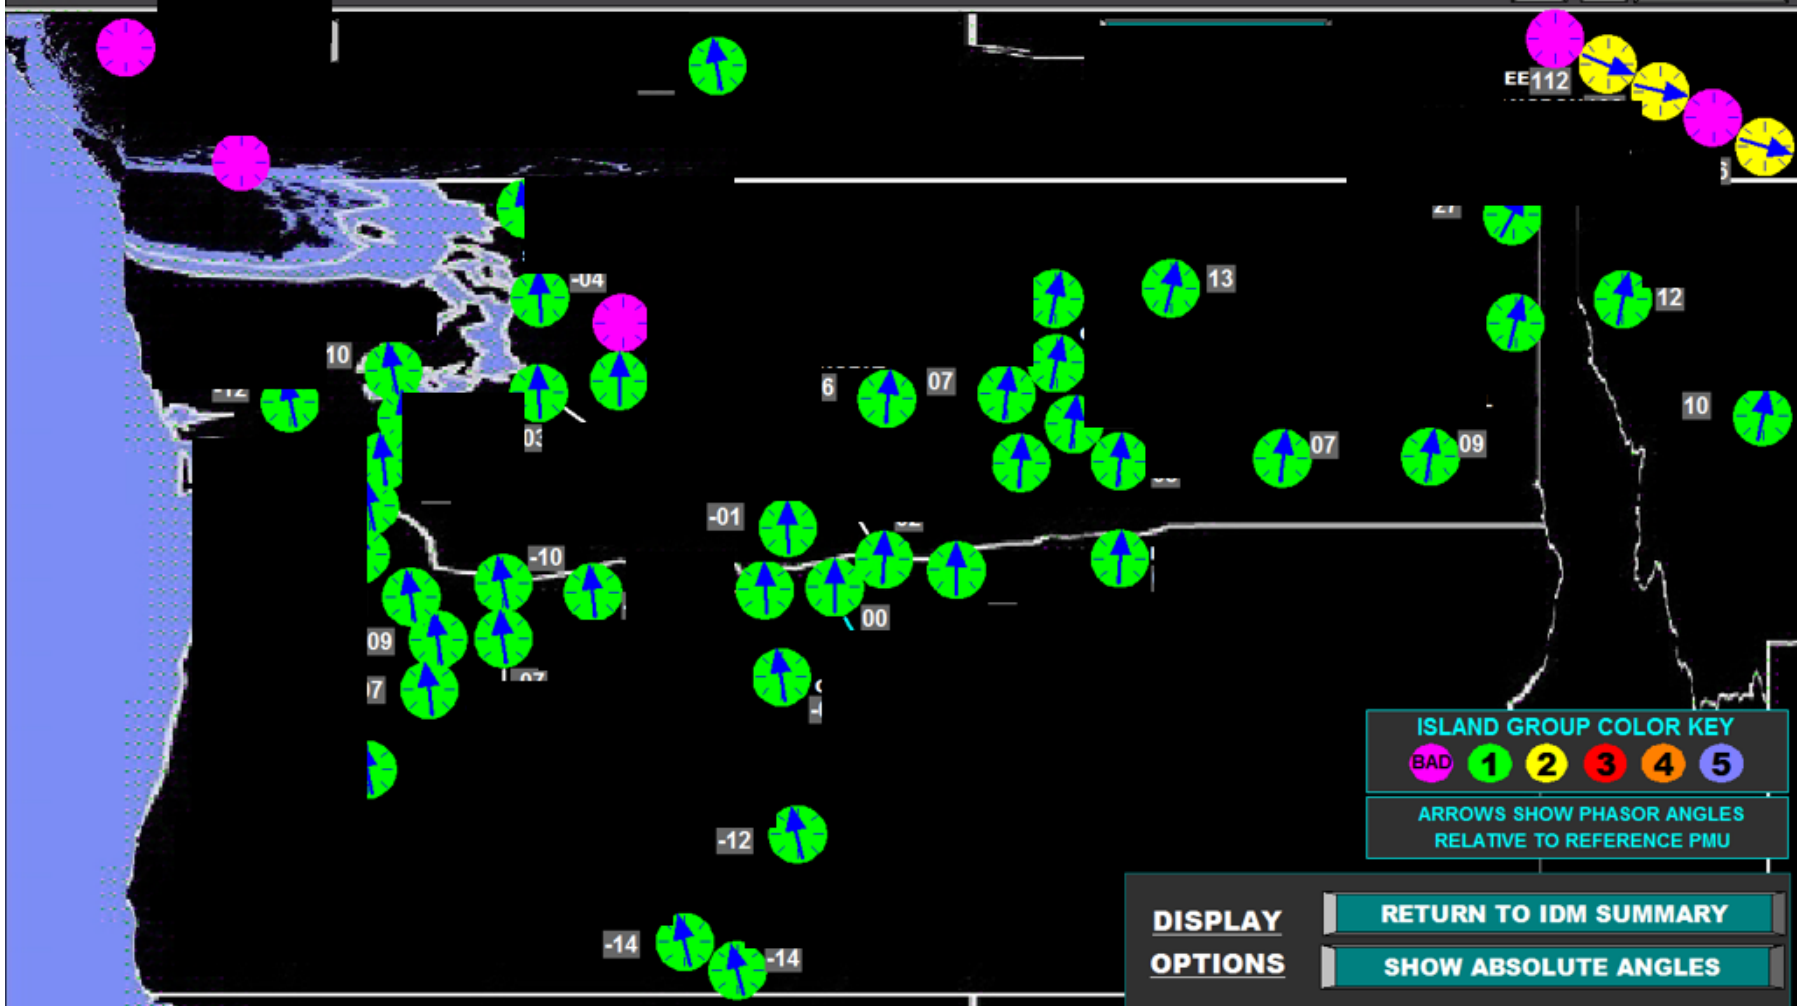 EE112
-04
13
12
10
6
07
10
07
09
-01
-10
00
09
-12
-14
-14
ISLAND GROUP COLOR KEY
BAD 1 2 3 4 5
ARROWS SHOW PHASOR ANGLES
RELATIVE TO REFERENCE PMU
DISPLAY
OPTIONS
RETURN TO IDM SUMMARY
SHOW ABSOLUTE ANGLES